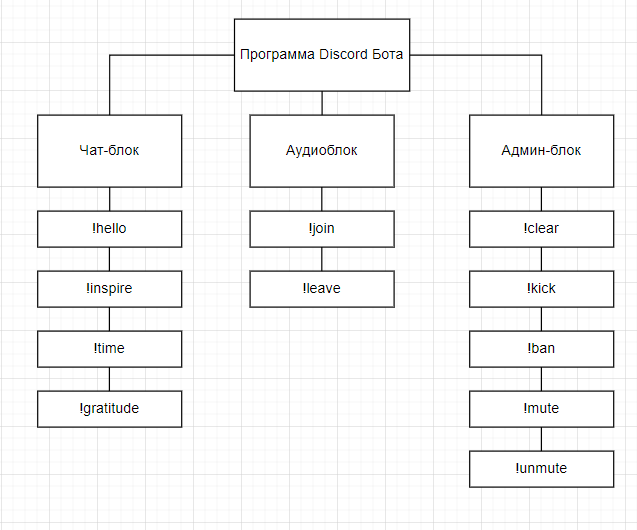 Программа Discord Бота
Чат-блок
Аудиоблок
Админ-блок
!hello
!join
!clear
!inspire
!leave
!kick
!time
!ban
!gratitude
!mute
!unmute